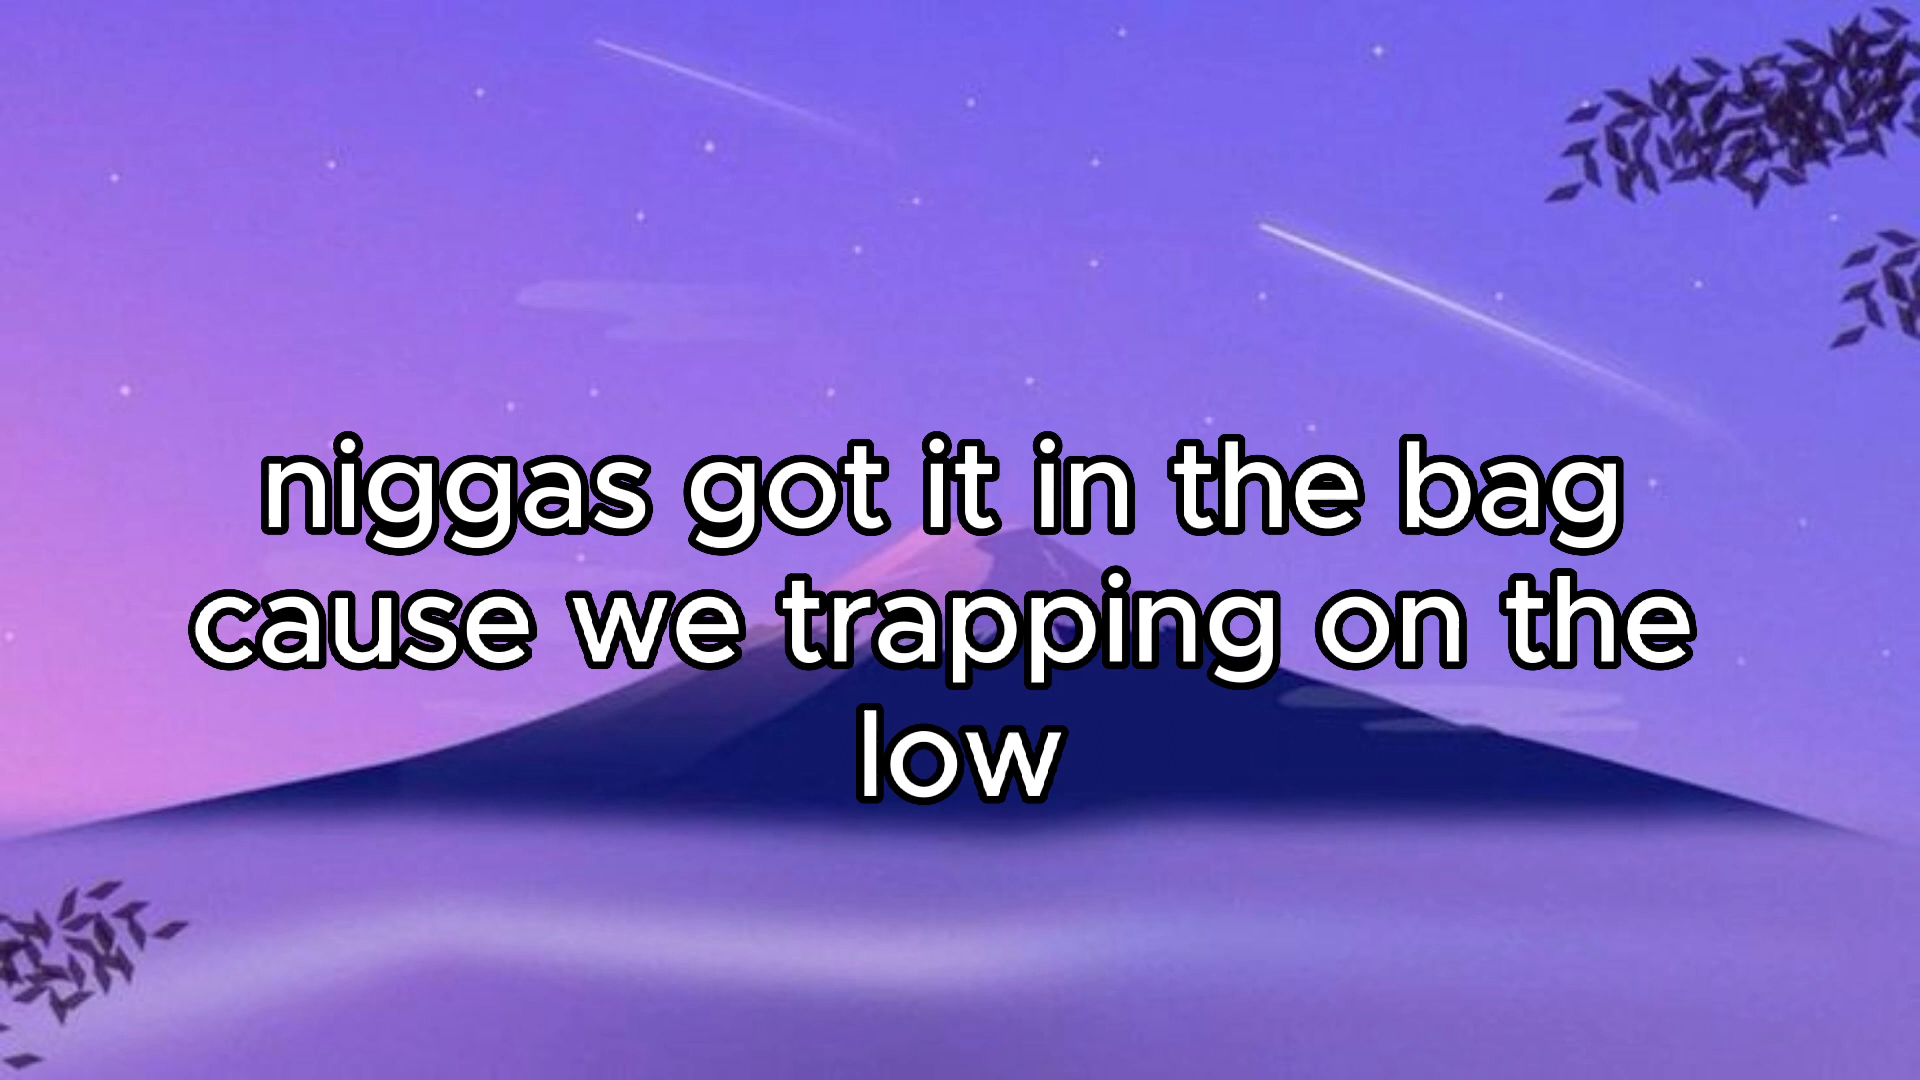 niggas got it in the bag
cause we trapping on the
low